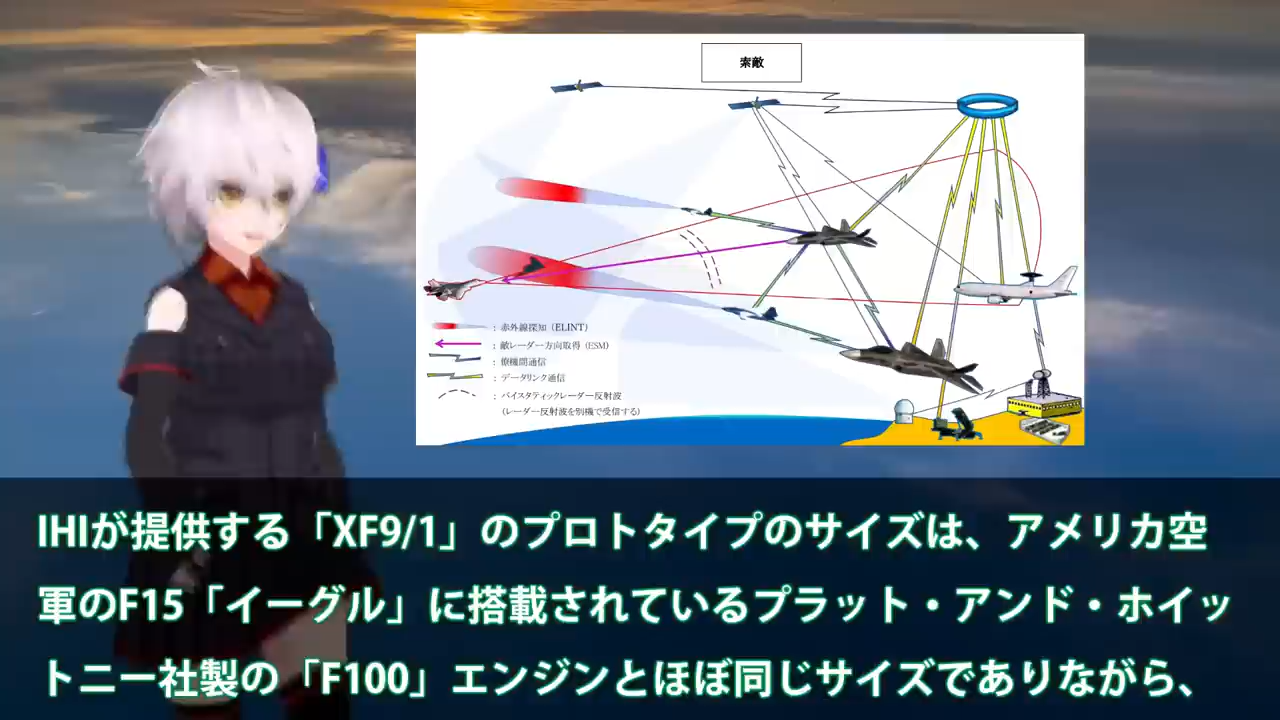 索敵
：赤外線探知（ELINT）
：敵レーダー方向取得（ESM）
：僚機間通信
：データリンク通信
：バイスタティックレーダー反射波
（レーダー反射波を別機で受信する）
IHIが提供する「XF9/1」のプロトタイプのサイズは、アメリカ空
軍のF15「イーグル」に搭載されているプラット・アンド・ホイッ
トニー社製の「F100」エンジンとほぼ同じサイズでありながら、